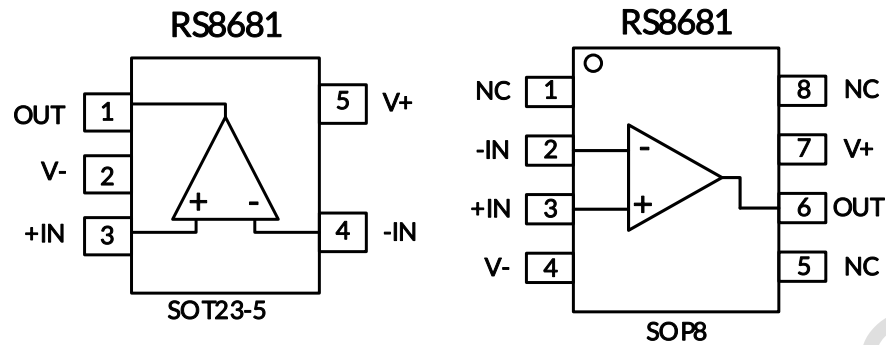 RS8681
OUT 1
5 V+
V- 2
+IN 3
4 -IN
+ -
SOT23-5
RS8681
NC 1
8 NC
-IN 2 -
7 V+
+IN 3 +
6 OUT
V- 4
5 NC
SOP8